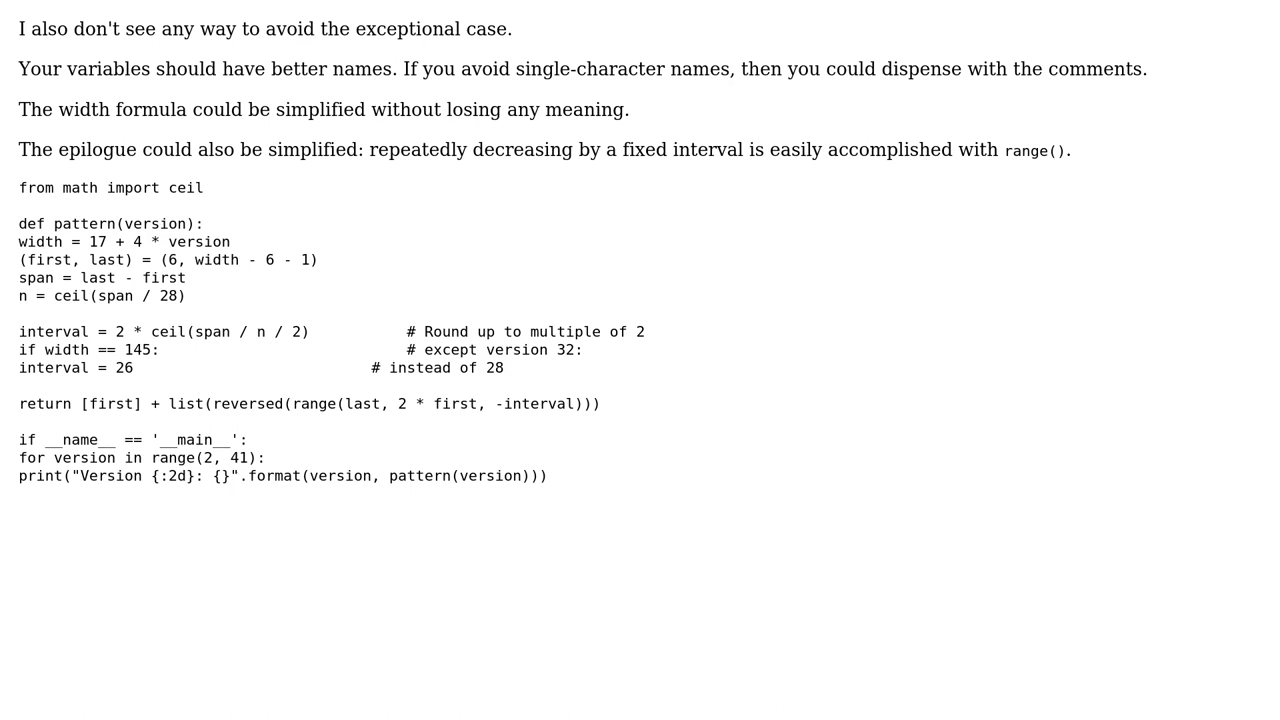 I also don't see any way to avoid the exceptional case.
Your variables should have better names. If you avoid single-character names, then you could dispense with the comments.
The width formula could be simplified without losing any meaning.
The epilogue could also be simplified: repeatedly decreasing by a fixed interval is easily accomplished with range().
from math import ceil
def pattern(version):
width = 17 + 4 * version
(first, last) = (6, width - 6 - 1)
span = last - first
n = ceil(span / 28)
interval = 2 * ceil(span / n / 2)           # Round up to multiple of 2
if width == 145:                            # except version 32:
interval = 26                           # instead of 28
return [first] + list(reversed(range(last, 2 * first, -interval)))
if __name__ == '__main__':
for version in range(2, 41):
print("Version {:2d}: {}".format(version, pattern(version)))